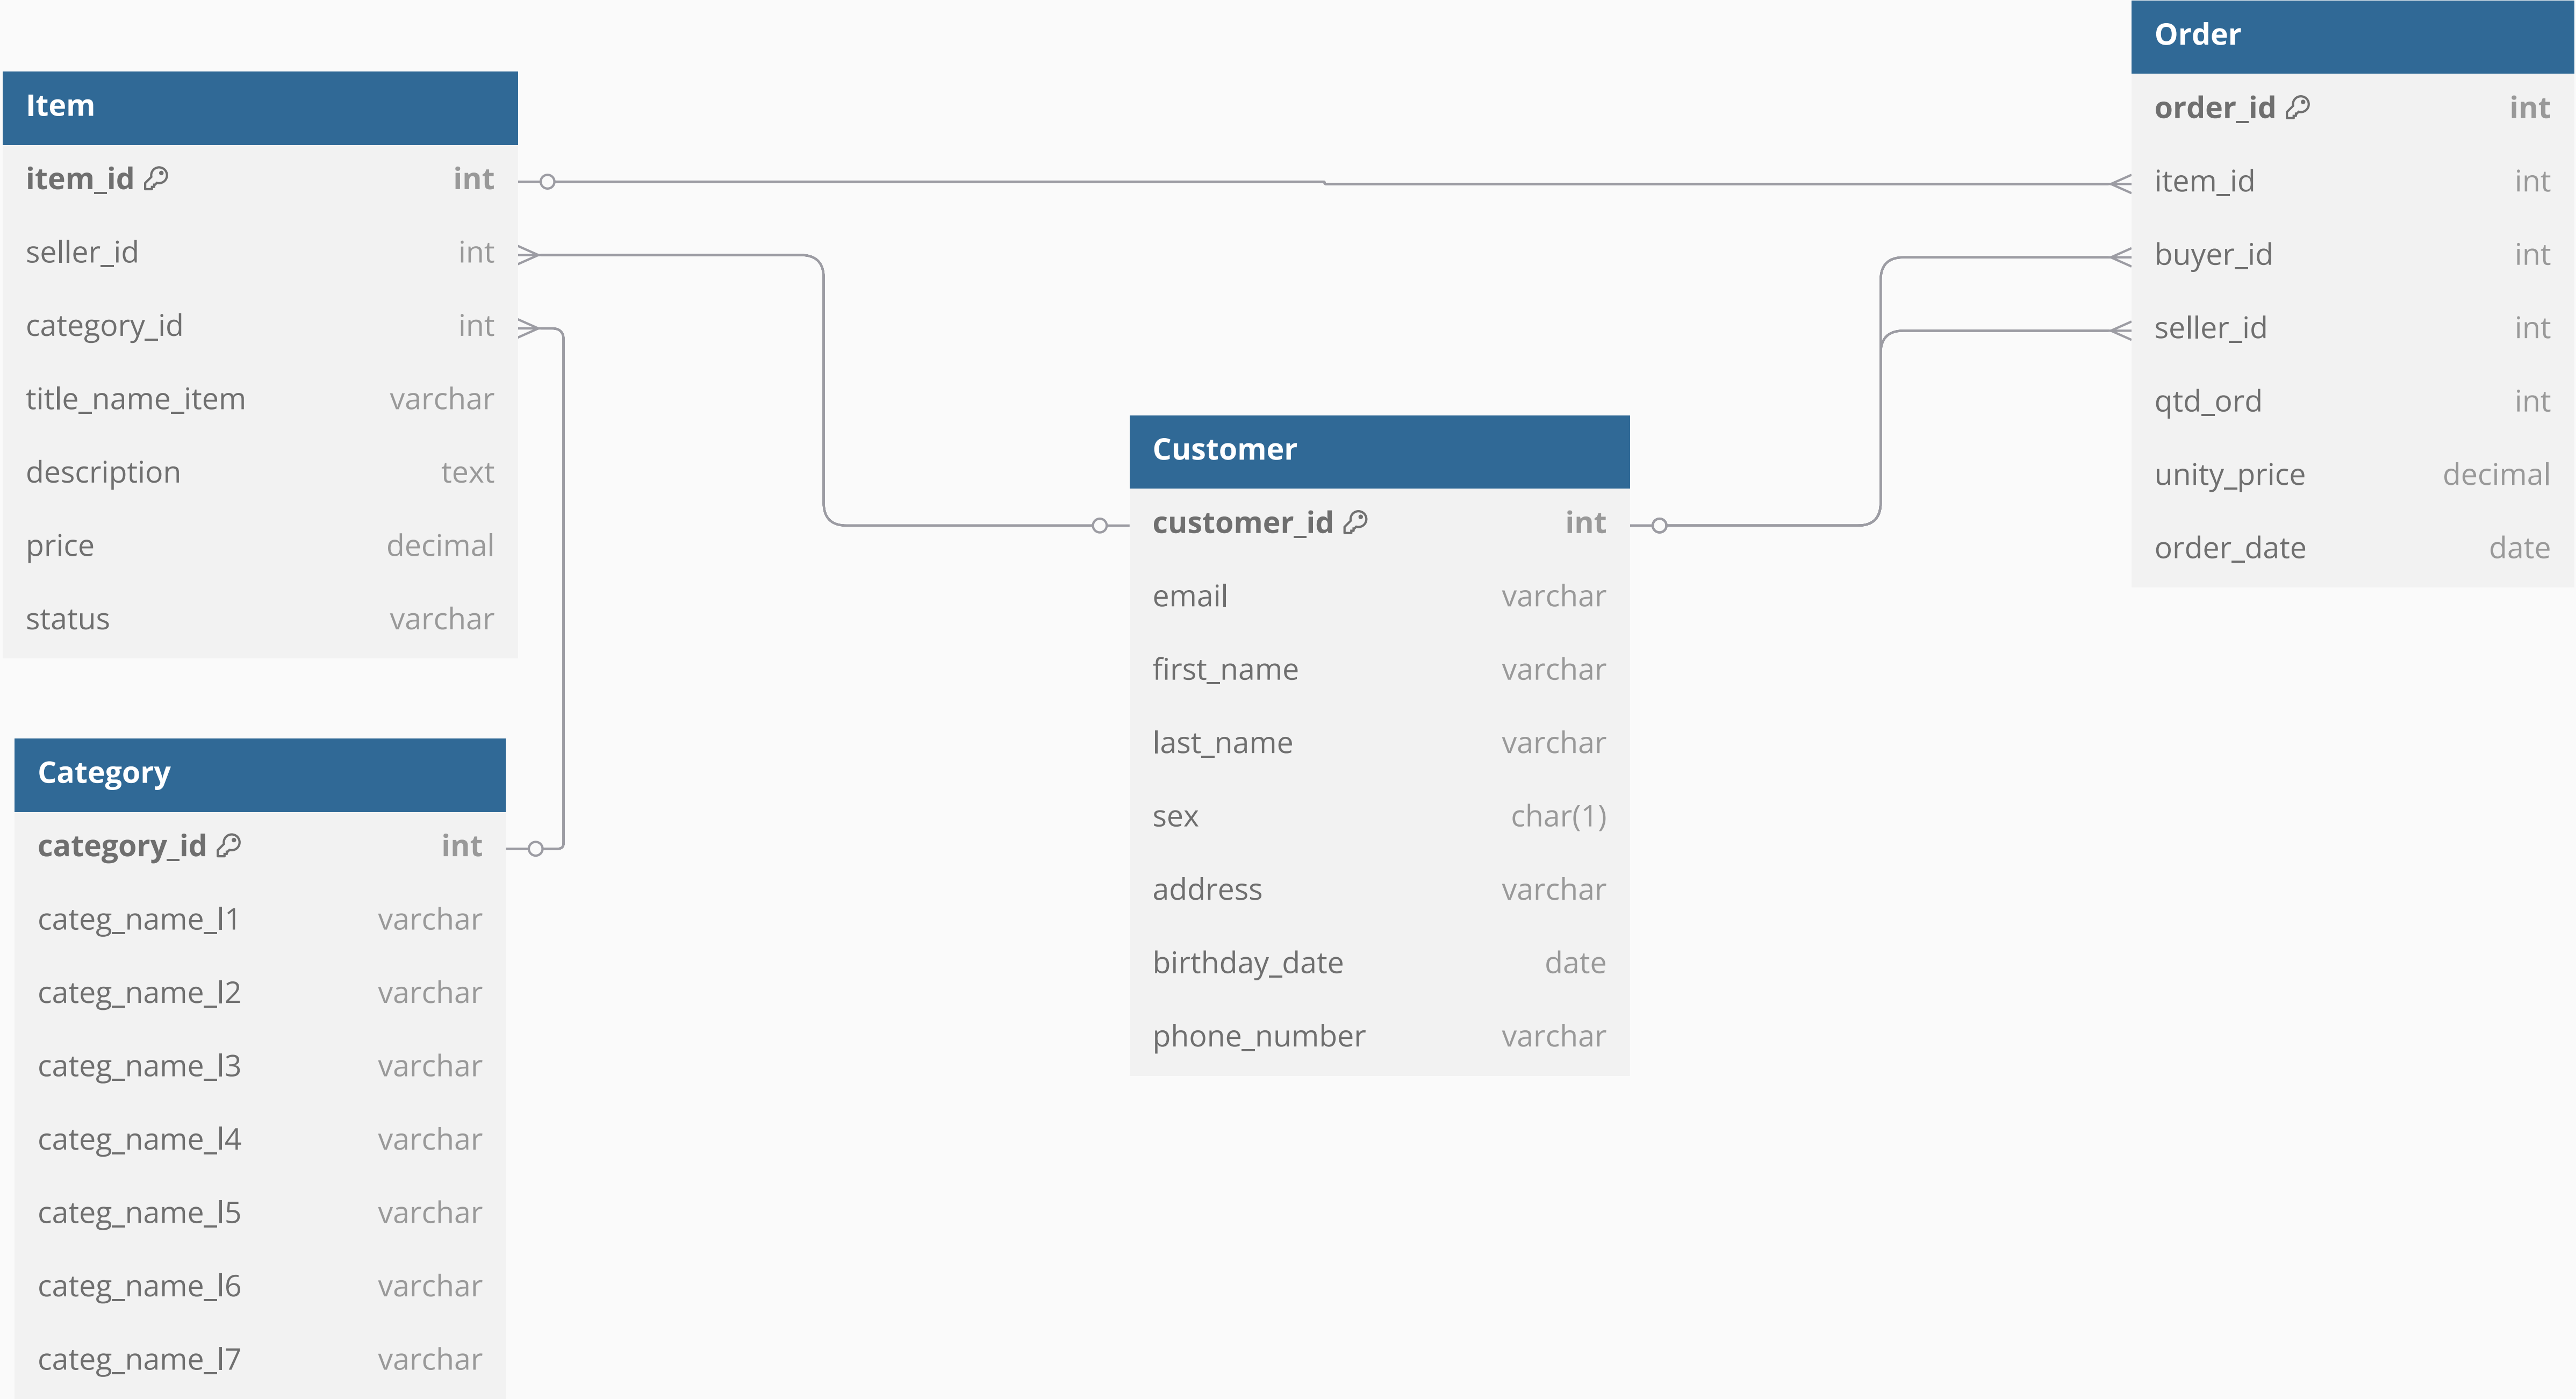 Item
item_id int
seller_id int
category_id int
title_name_item varchar
description text
price decimal
status varchar
Category
category_id int
categ_name_l1 varchar
categ_name_l2 varchar
categ_name_l3 varchar
categ_name_l4 varchar
categ_name_l5 varchar
categ_name_l6 varchar
categ_name_l7 varchar
Customer
customer_id int
email varchar
first_name varchar
last_name varchar
sex char(1)
address varchar
birthday_date date
phone_number varchar
Order
order_id int
item_id int
buyer_id int
seller_id int
qtd_ord int
unity_price decimal
order_date date